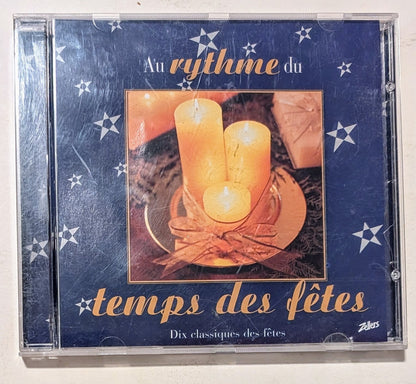 Au rythme du
temps des fêtes
Dix classiques des fêtes
Zellers